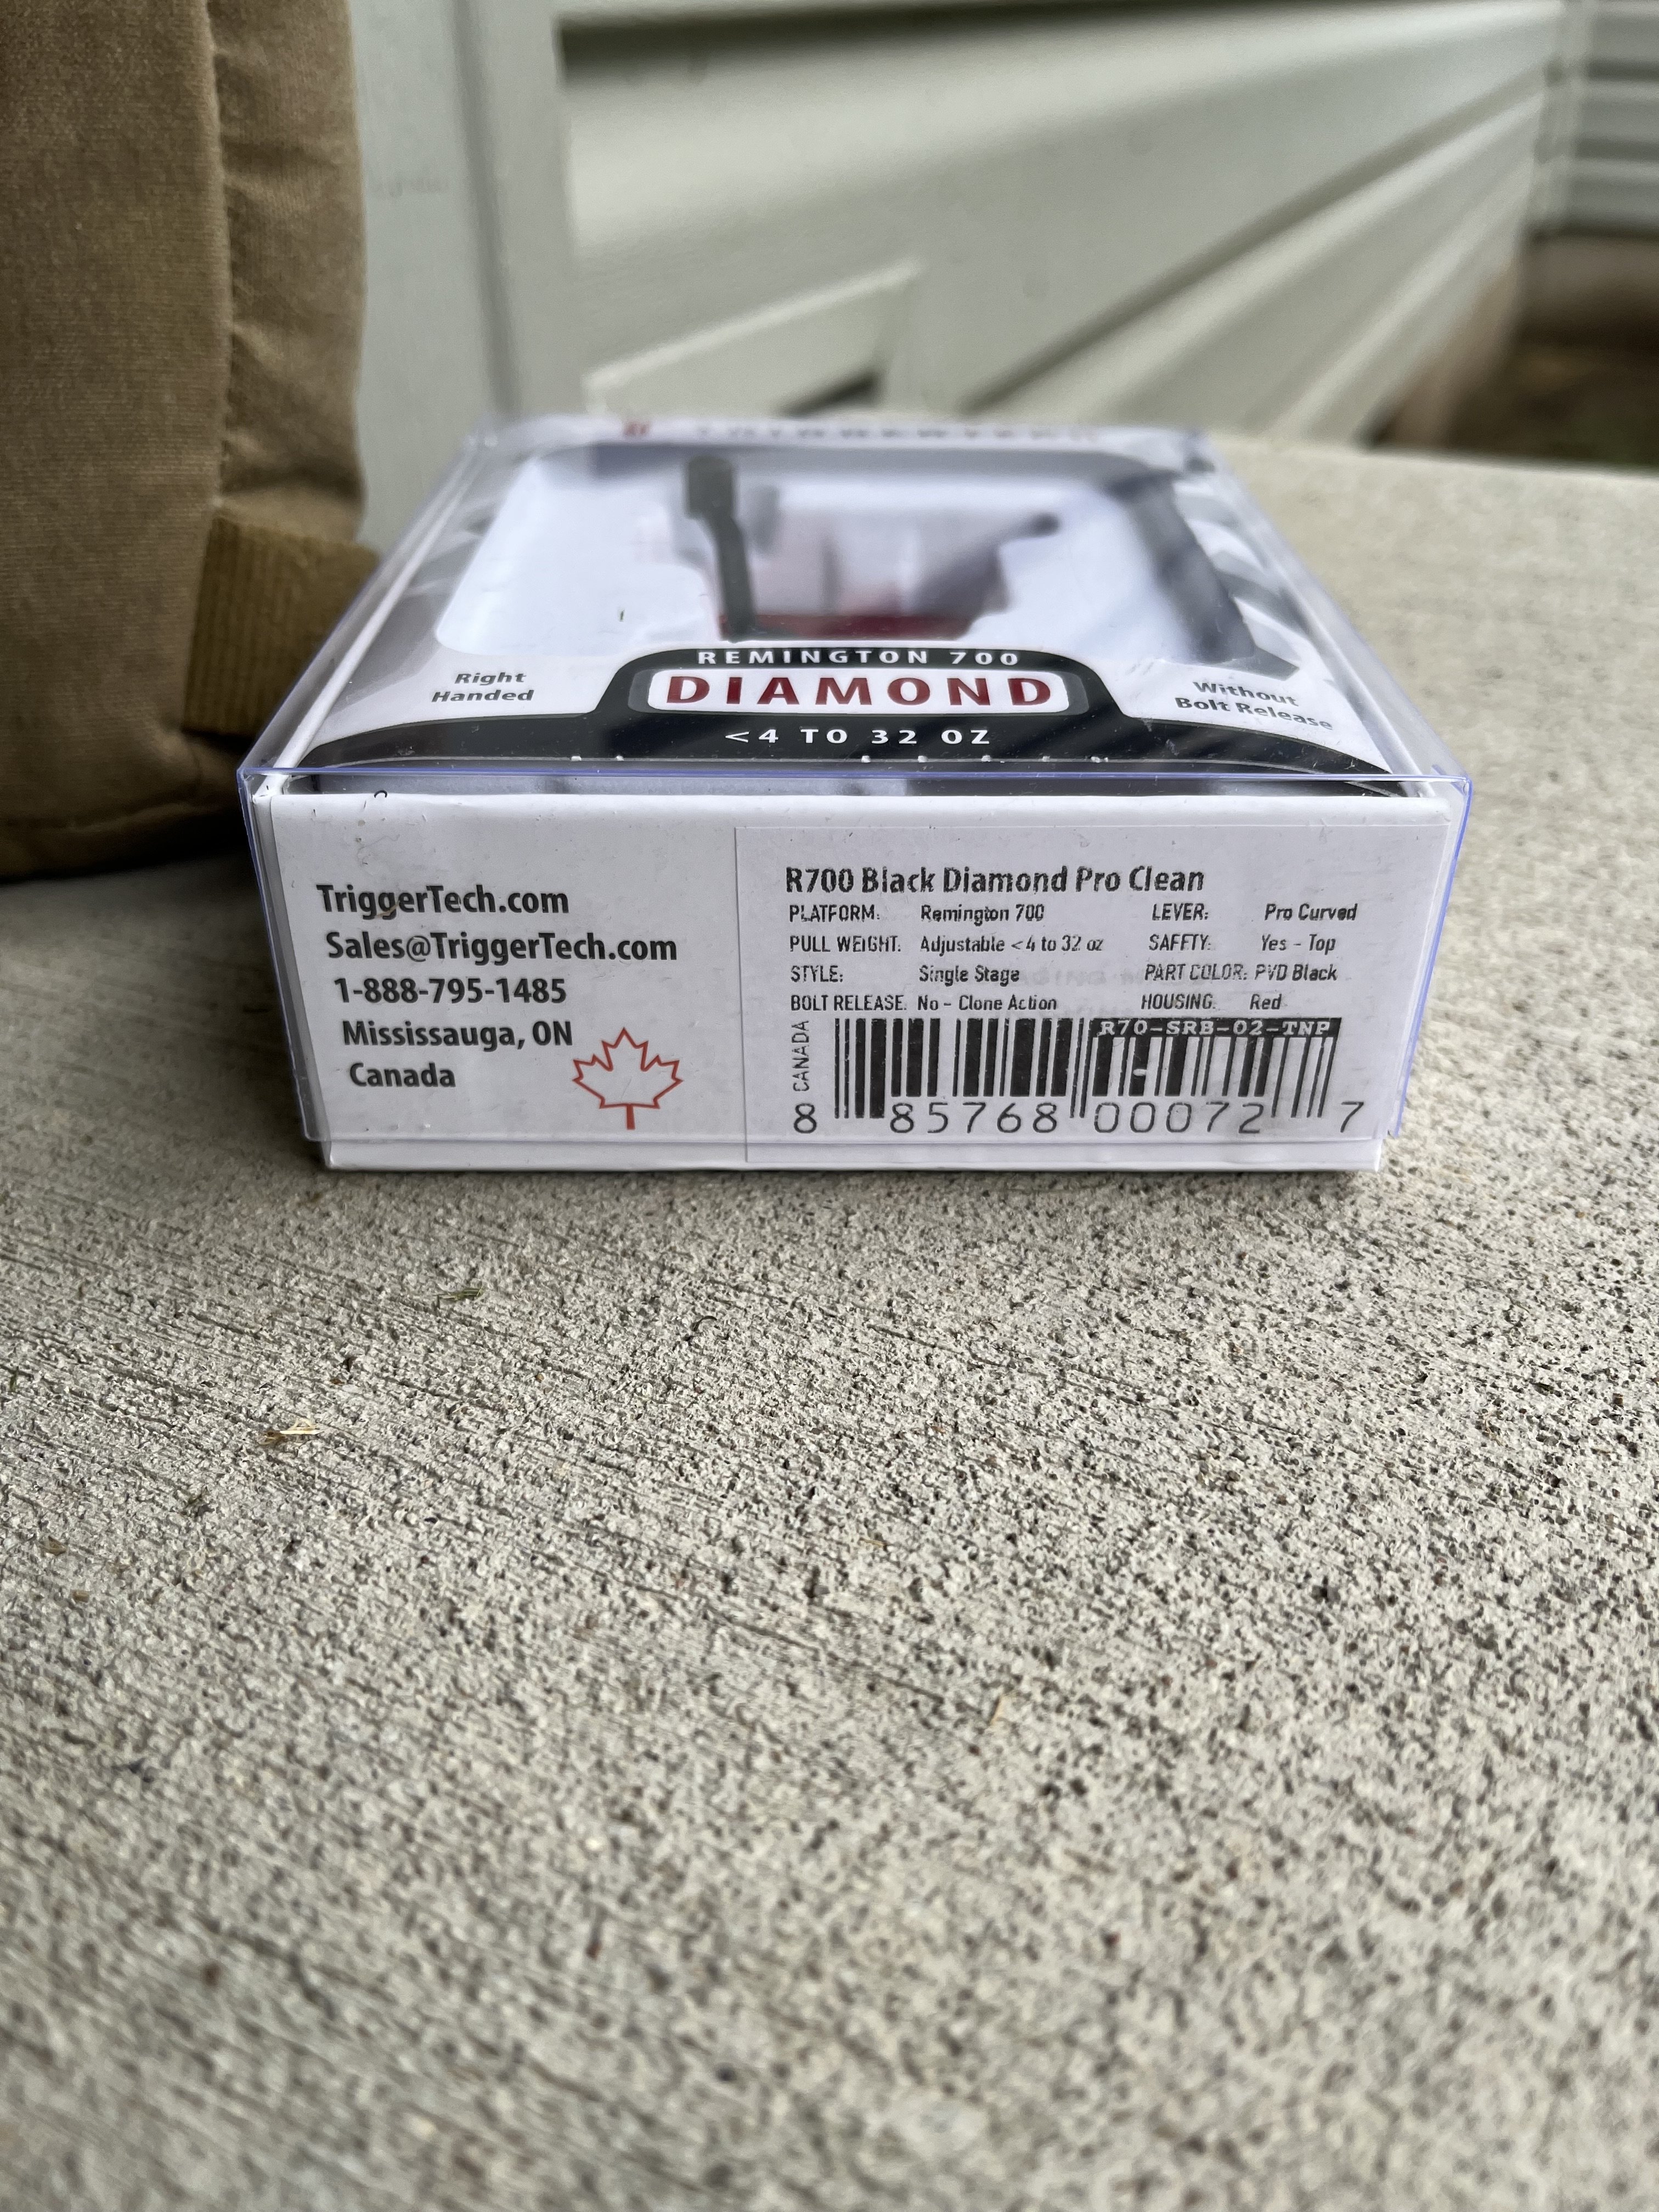 REMINGTON 700
DIAMOND
<4 TO 32 OZ
Right
Handed
Without
Bolt Release
TriggerTech.com
Sales@TriggerTech.com
1-888-795-1485
Mississauga, ON
Canada
R700 Black Diamond Pro Clean
PLATFORM: Remington 700 LEVER: Pro Curved
PULL WEIGHT: Adjustable <4 to 32 oz SAFETY: Yes - Top
STYLE: Single Stage PART COLOR: PVD Black
BOLT RELEASE: No - Clone Action HOUSING: Red
CANADA
R70-SRB-02-TNP
8 85768 00072 7